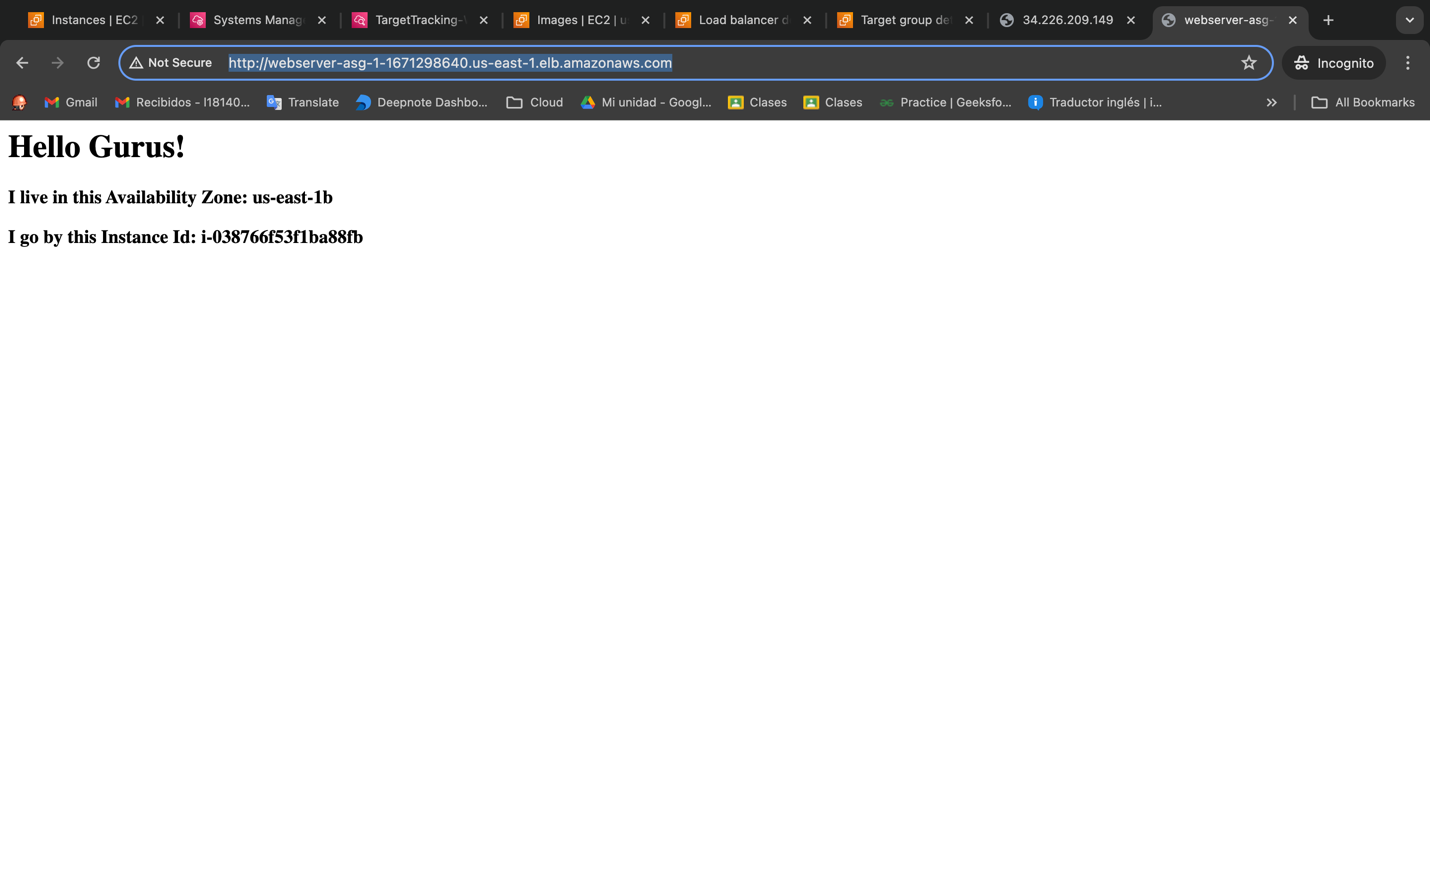 Instances | EC2
Systems Manag
TargetTracking-
Images | EC2 | u
Load balancer d
Target group de
34.226.209.149
webserver-asg-
Not Secure
http://webserver-asg-1-1671298640.us-east-1.elb.amazonaws.com
Incognito
Gmail
Recibidos - l18140...
Translate
Deepnote Dashbo...
Cloud
Mi unidad - Googl...
Clases
Clases
Practice | Geeksfo...
Traductor inglés | i...
All Bookmarks
Hello Gurus!
I live in this Availability Zone: us-east-1b
I go by this Instance Id: i-038766f53f1ba88fb